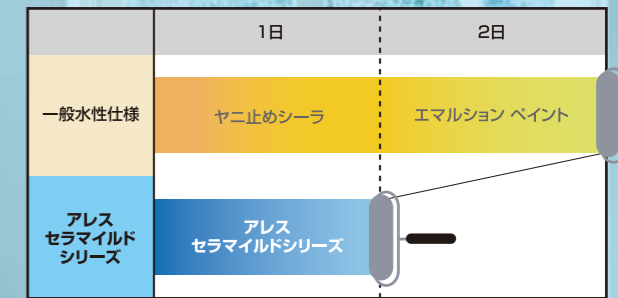 1日
2日
一般水性仕様
ヤニ止めシーラ
エマルション ペイント
アレス
セラマイルド
シリーズ
アレス
セラマイルドシリーズ